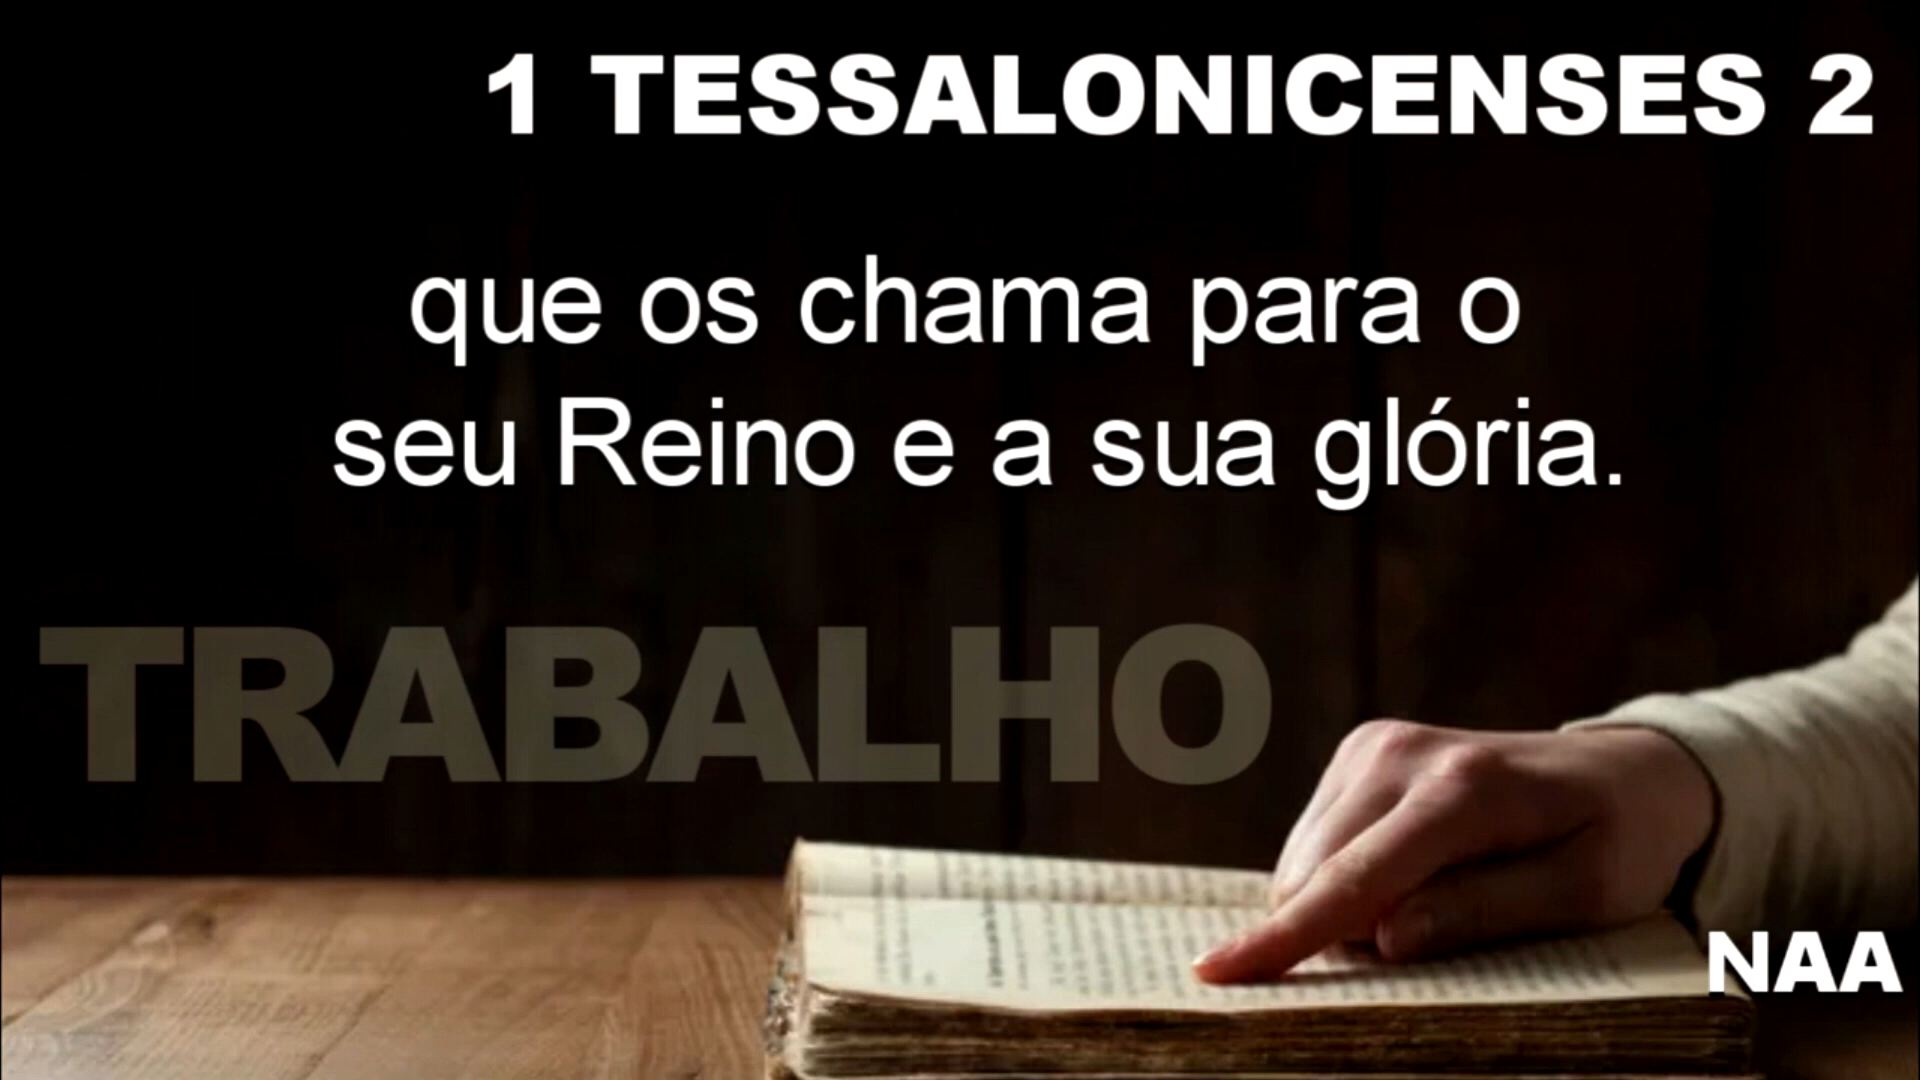 1 TESSALONICENSES 2
que os chama para o
seu Reino e a sua glória.
TRABALHO
NAA